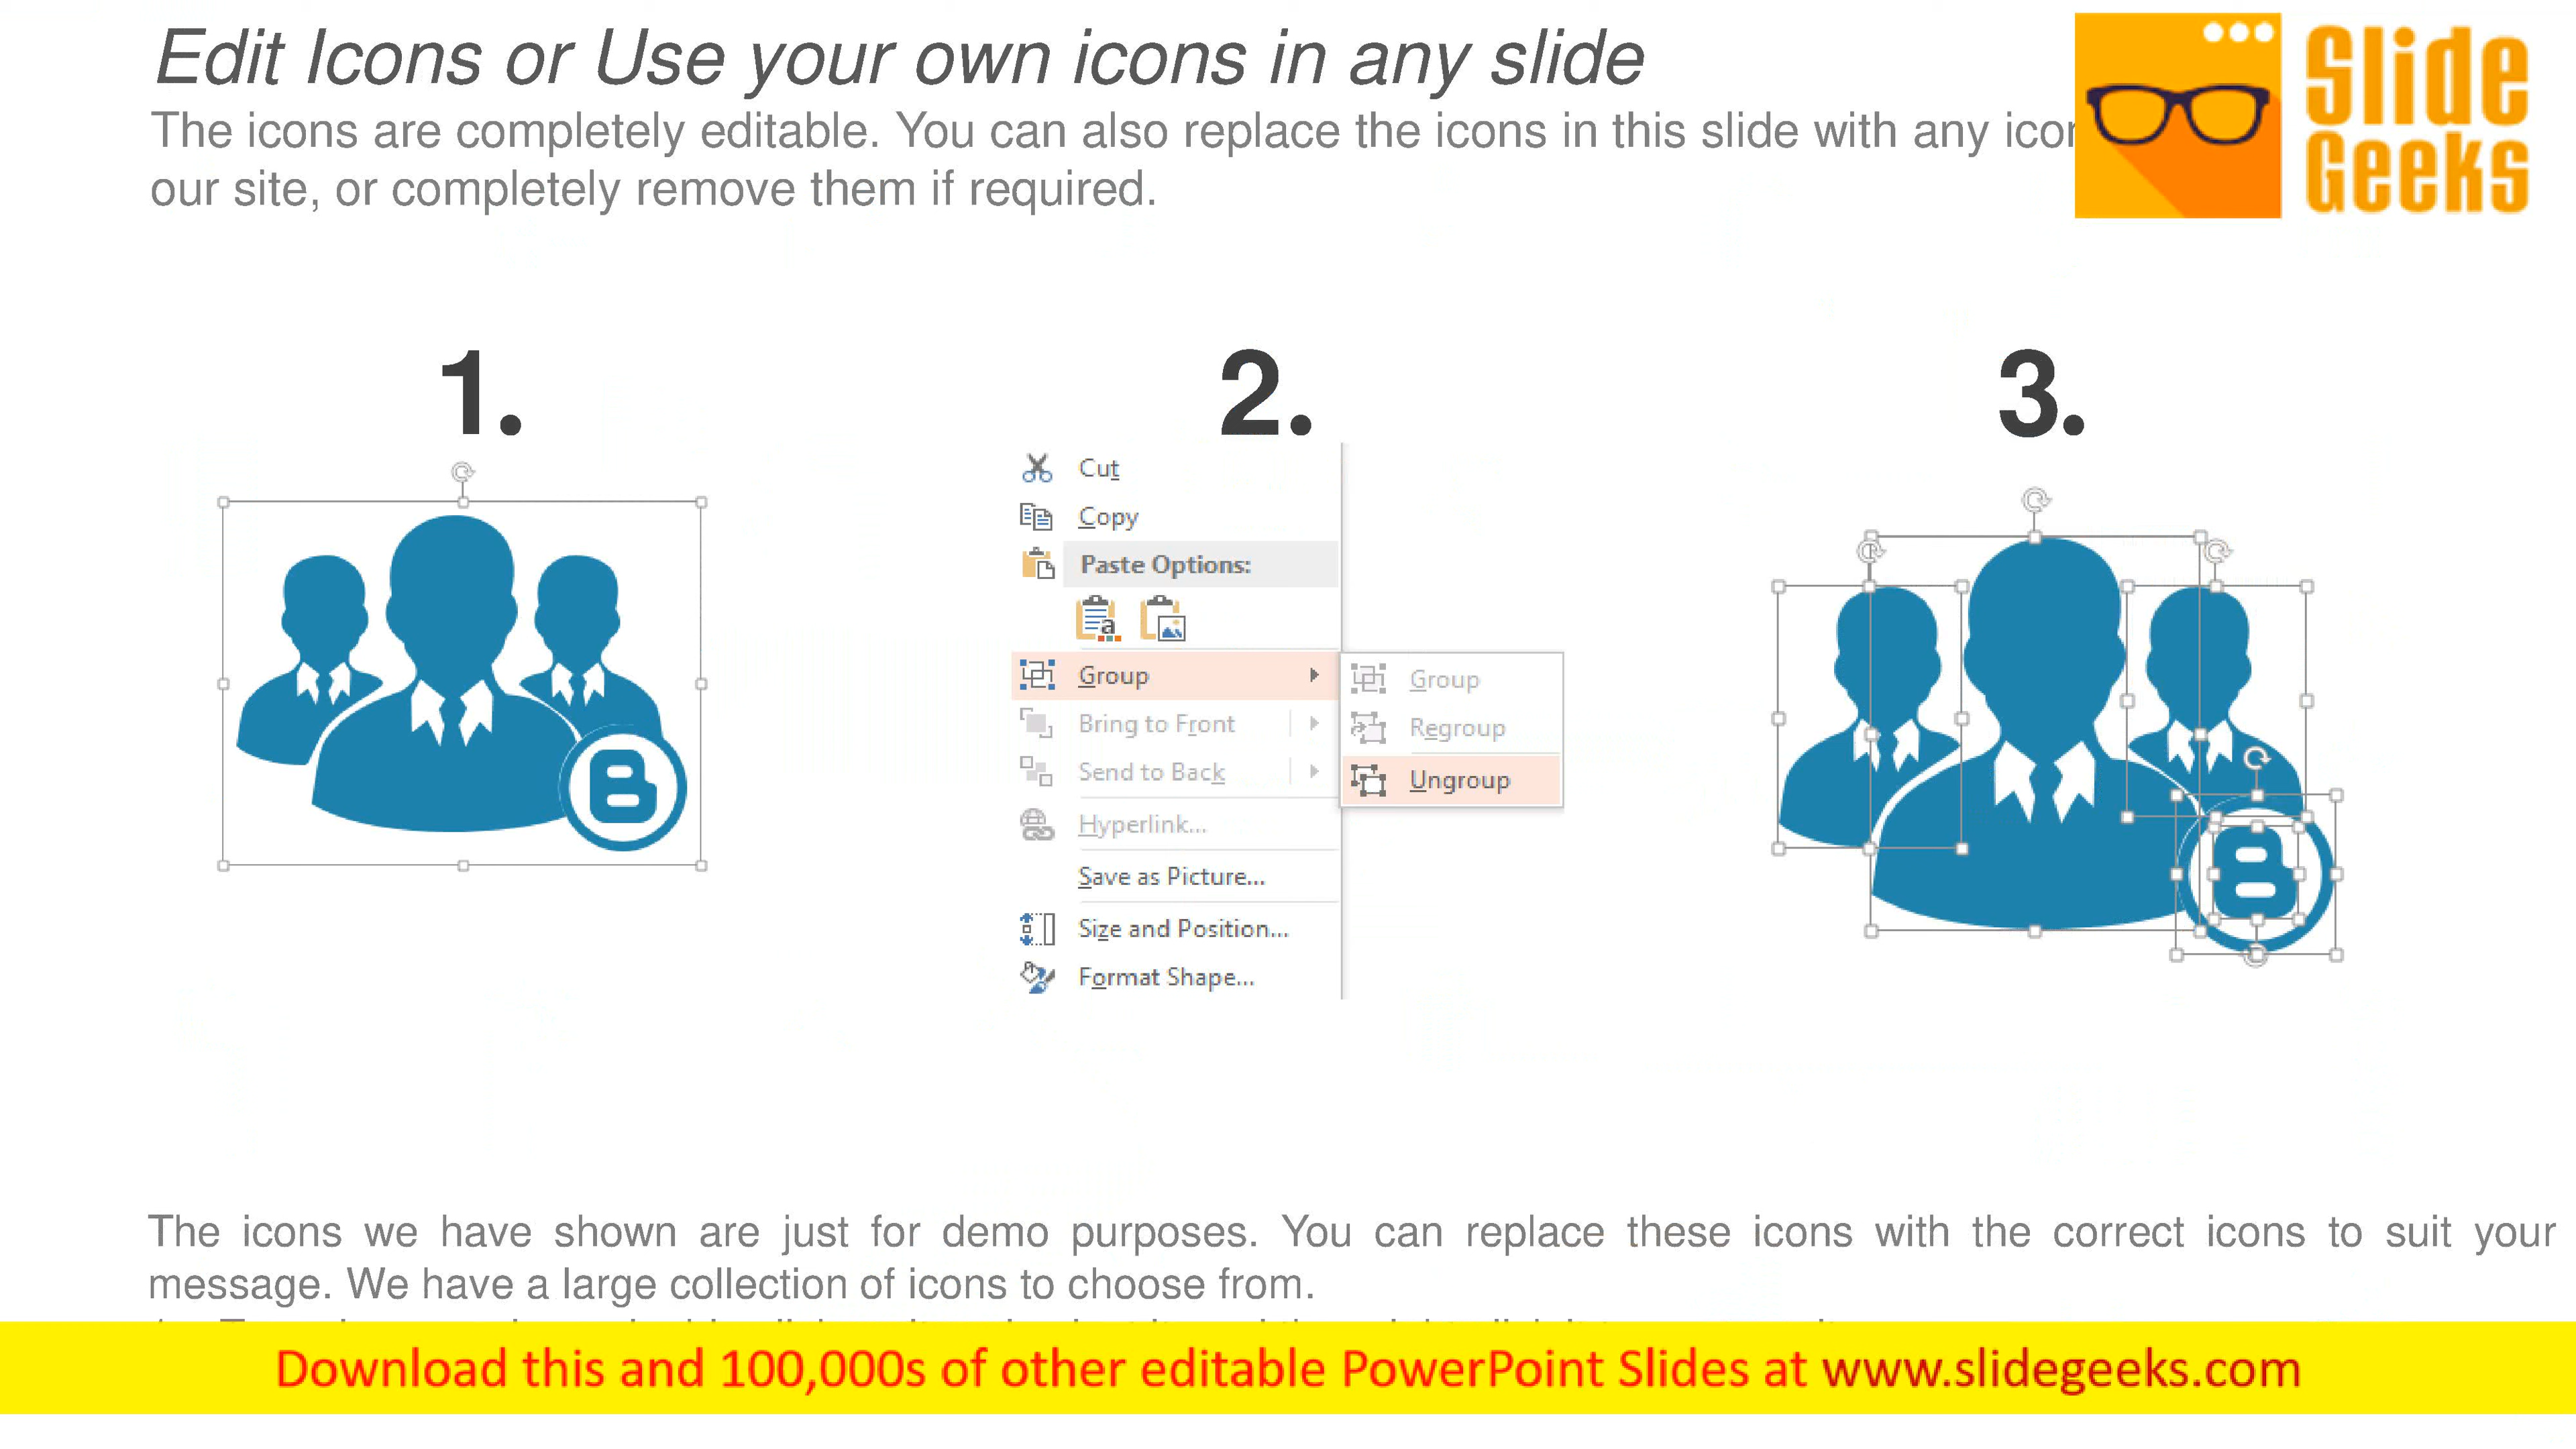 Edit Icons or Use your own icons in any slide
The icons are completely editable. You can also replace the icons in this slide with any
our site, or completely remove them if required.
Slide
Geeks
1.
2.
3.
Cut
Copy
Paste Options:
Group
Bring to Front
Send to Back
Hyperlink...
Save as Picture...
Size and Position...
Format Shape...
Group
Regroup
Ungroup
The icons we have shown are just for demo purposes. You can replace these icons with the correct icons to suit your
message. We have a large collection of icons to choose from.
Download this and 100,000s of other editable PowerPoint Slides at www.slidegeeks.com